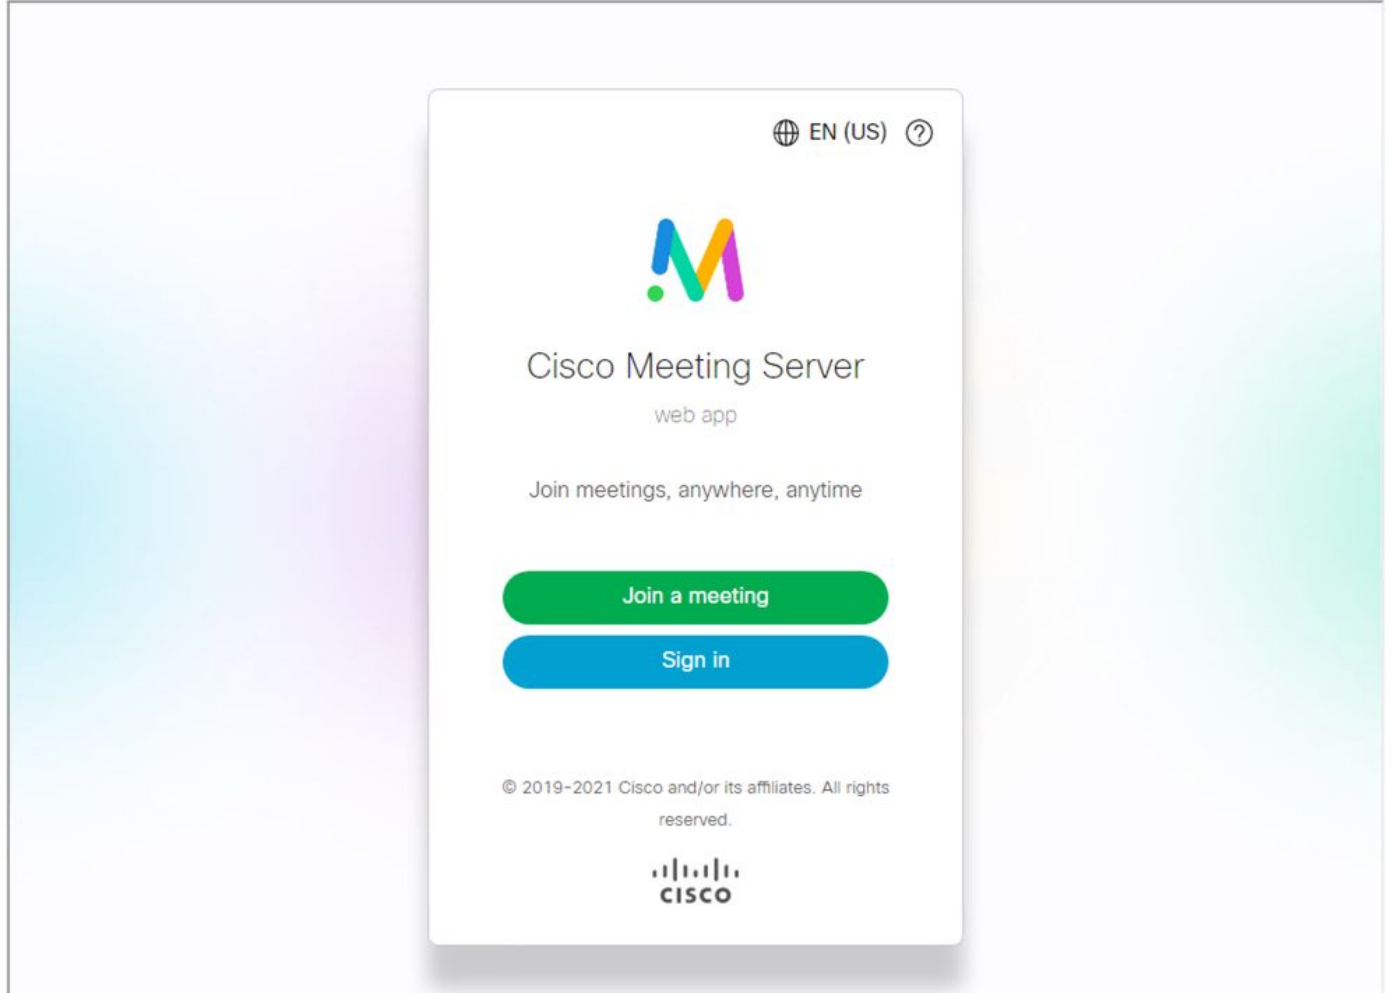 EN (US)
Cisco Meeting Server
web app
Join meetings, anywhere, anytime
Join a meeting
Sign in
© 2019-2021 Cisco and/or its affiliates. All rights
reserved.
CISCO